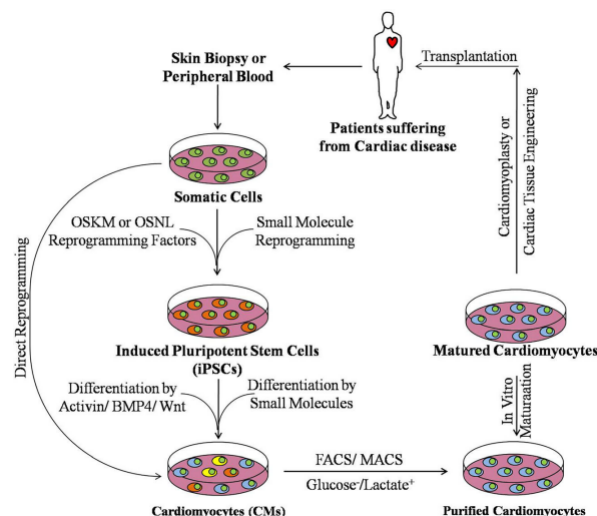 Skin Biopsy or
Peripheral Blood
Transplantation
Patients suffering
from Cardiac disease
Somatic Cells
OSKM or OSNL
Reprogramming Factors
Small Molecule
Reprogramming
Direct Reprogramming
Induced Pluripotent Stem Cells
(iPSCs)
Differentiation by
Activin/ BMP4/ Wnt
Differentiation by
Small Molecules
Cardiomyocytes (CMs)
FACS/ MACS
Glucose⁻/Lactate⁺
Purified Cardiomyocytes
In Vitro
Maturaation
Matured Cardiomyocytes
Cardiomyoplasty or
Cardiac Tissue Engineering